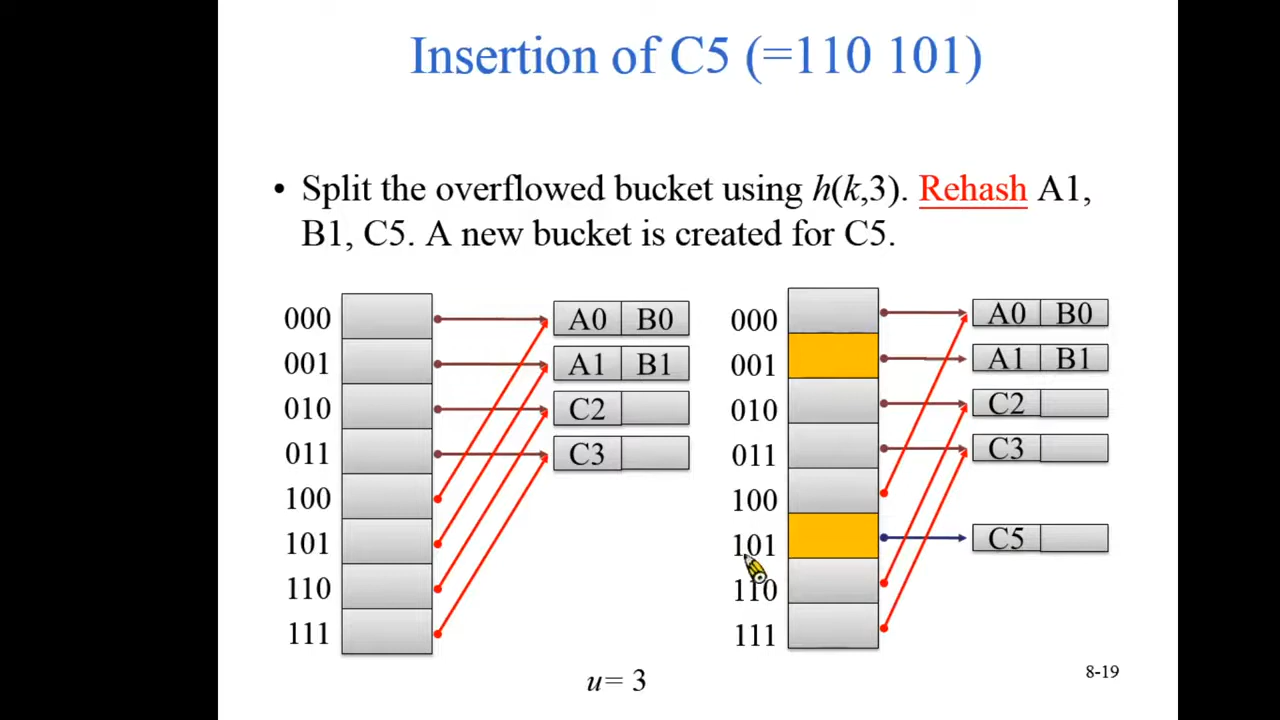 Insertion of C5 (=110 101)
• Split the overflowed bucket using h(k,3). Rehash A1,
B1, C5. A new bucket is created for C5.
000
001
010
011
100
101
110
111
A0 B0
A1 B1
C2
C3
000
001
010
011
100
101
110
111
A0 B0
A1 B1
C2
C3
C5
u= 3
8-19